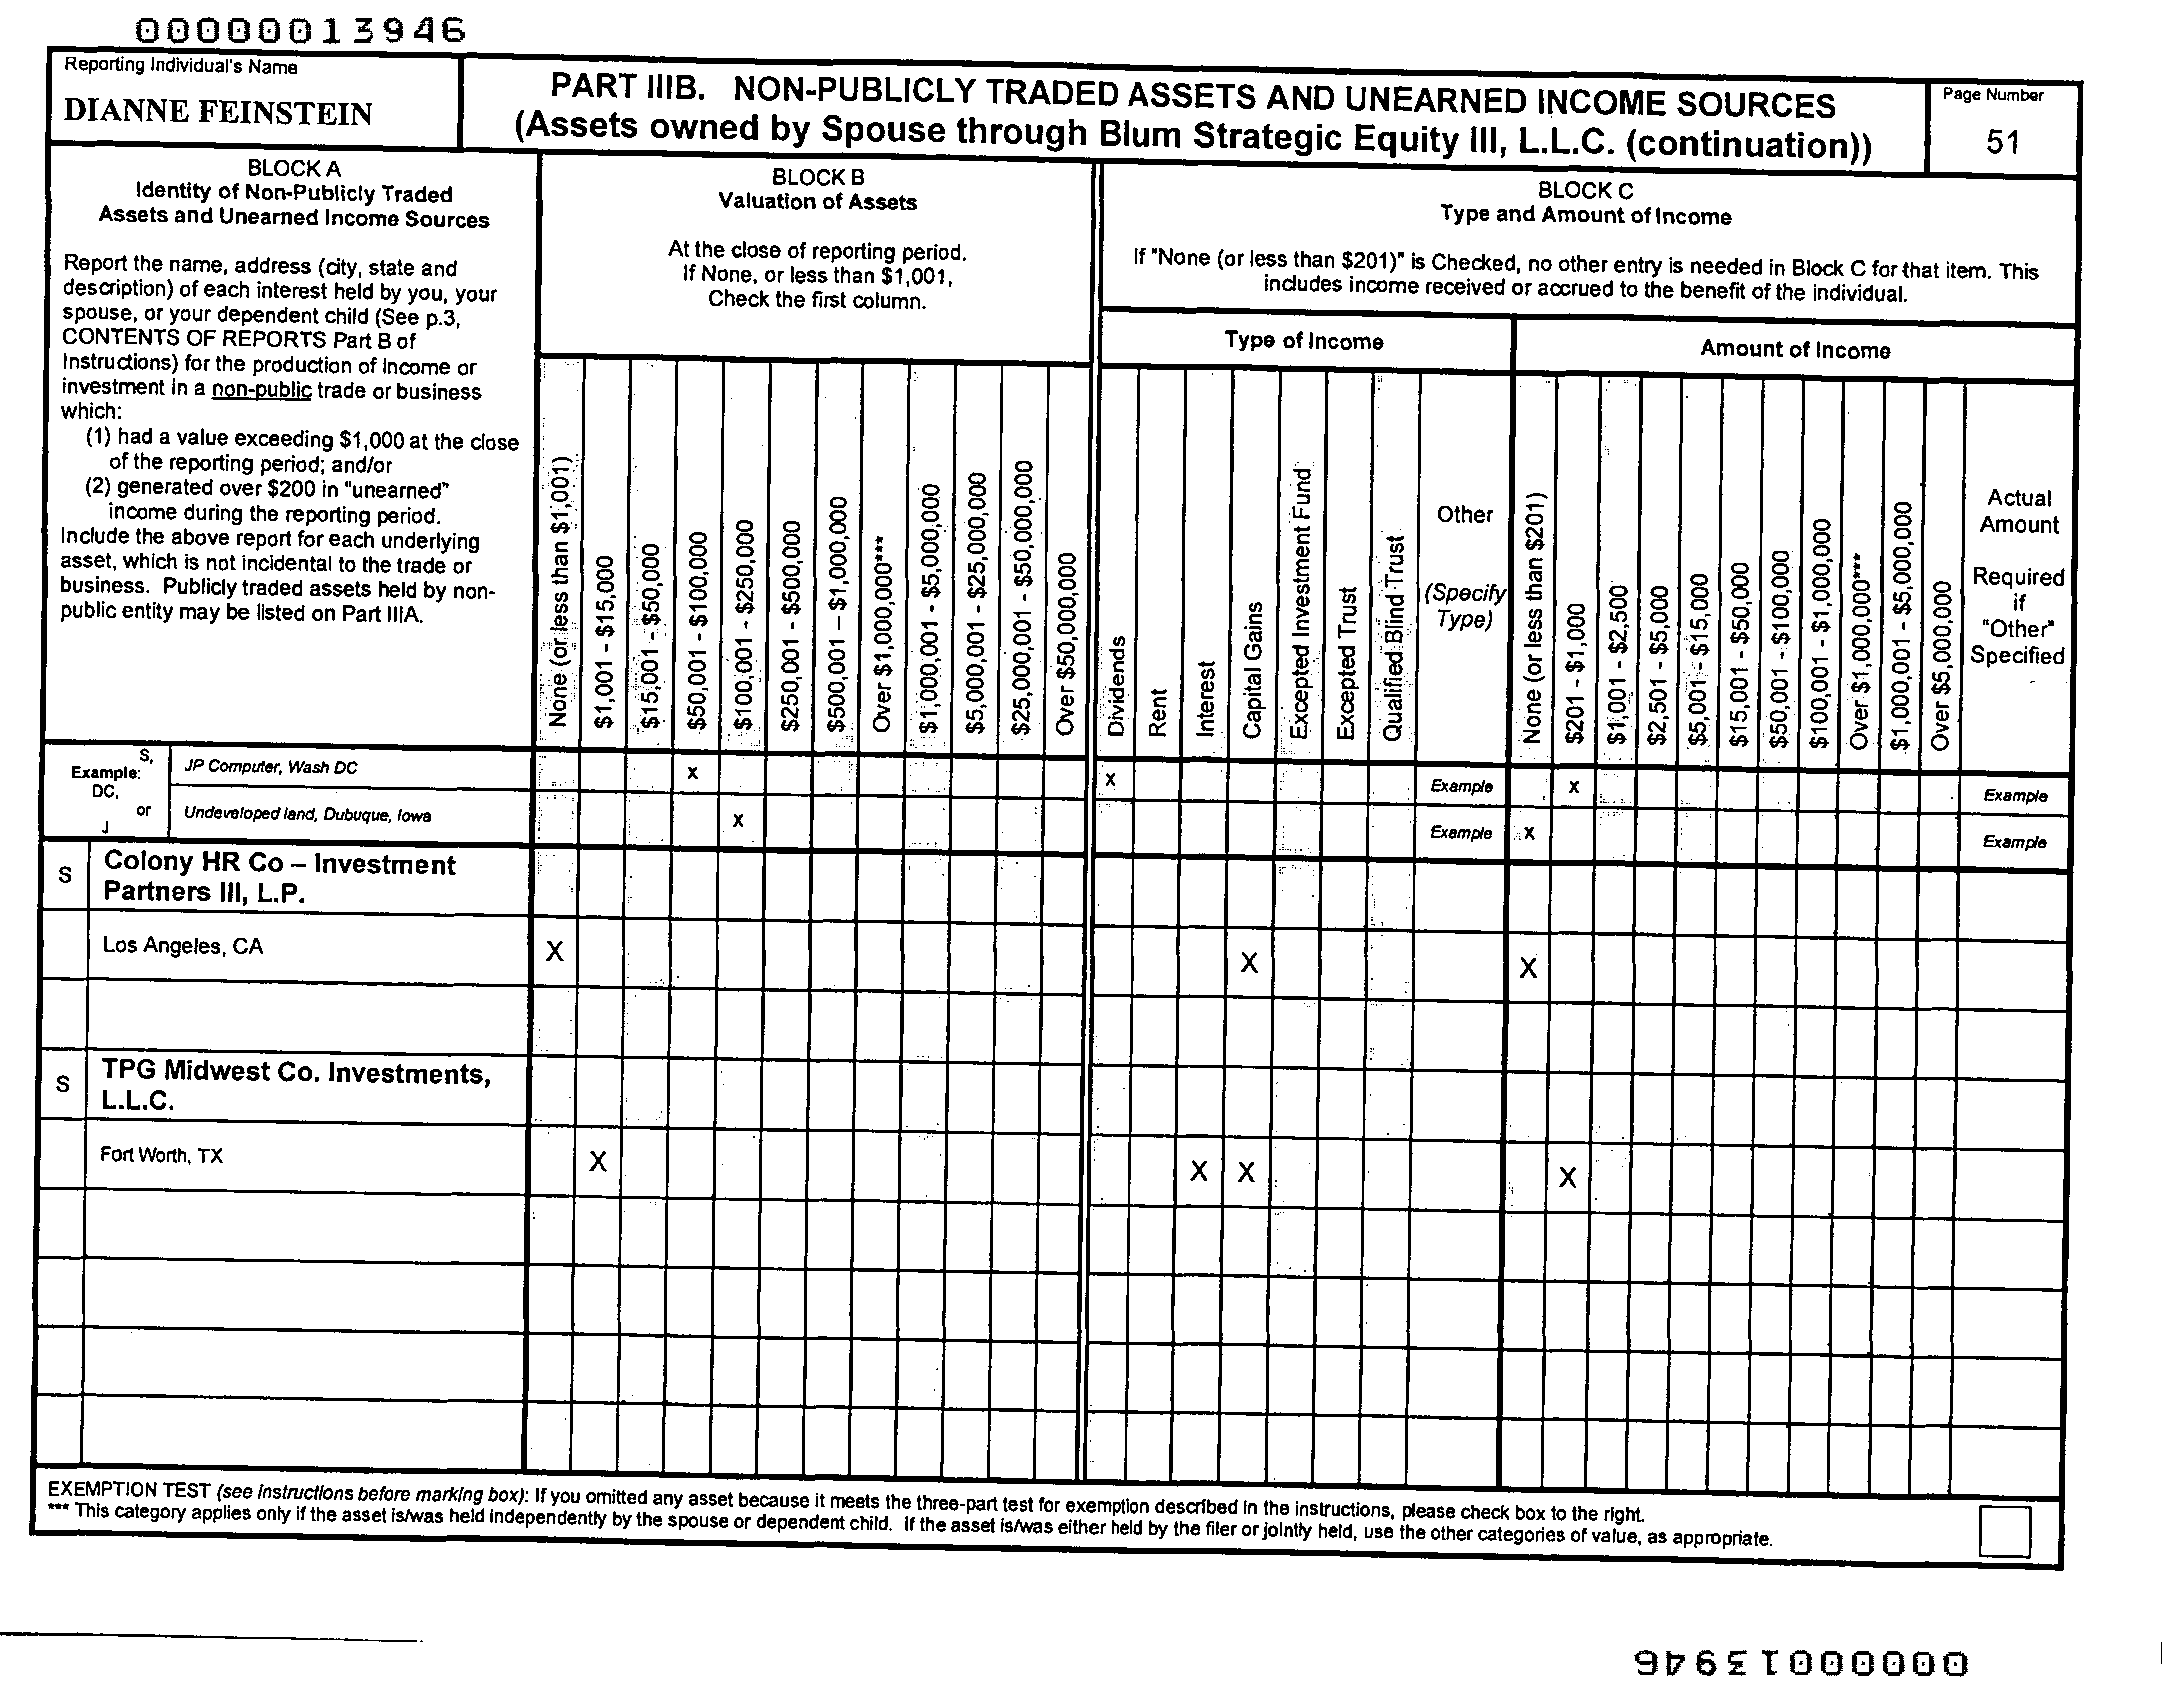 00000013946
Reporting Individual's Name
DIANNE FEINSTEIN
PART IIIB. NON-PUBLICLY TRADED ASSETS AND UNEARNED INCOME SOURCES
(Assets owned by Spouse through Blum Strategic Equity III, L.L.C. (continuation))
Page Number
51
BLOCK A
Identity of Non-Publicly Traded
Assets and Unearned Income Sources
Report the name, address (city, state and
description) of each interest held by you, your
spouse, or your dependent child (See p.3,
CONTENTS OF REPORTS Part B of
Instructions) for the production of Income or
investment in a non-public trade or business
which:
(1) had a value exceeding $1,000 at the close
of the reporting period; and/or
(2) generated over $200 in "unearned"
income during the reporting period.
Include the above report for each underlying
asset, which is not incidental to the trade or
business. Publicly traded assets held by non-
public entity may be listed on Part IIIA.
BLOCK B
Valuation of Assets
At the close of reporting period.
If None, or less than $1,001,
Check the first column.
None (or less than $1,001)
$1,001 - $15,000
$15,001 - $50,000
$50,001 - $100,000
$100,001 - $250,000
$250,001 - $500,000
$500,001 – $1,000,000
Over $1,000,000***
$1,000,001 - $5,000,000
$5,000,001 - $25,000,000
$25,000,001 - $50,000,000
Over $50,000,000
BLOCK C
Type and Amount of Income
If "None (or less than $201)" is Checked, no other entry is needed in Block C for that item. This
includes income received or accrued to the benefit of the individual.
Type of Income
Amount of Income
Dividends
Rent
Interest
Capital Gains
Excepted Investment Fund
Excepted Trust
Qualified Blind Trust
Other
(Specify
Type)
None (or less than $201)
$201 - $1,000
$1,001 - $2,500
$2,501 - $5,000
$5,001 - $15,000
$15,001 - $50,000
$50,001 - $100,000
$100,001 - $1,000,000
Over $1,000,000***
$1,000,001 - $5,000,000
Over $5,000,000
Actual
Amount
Required
if
"Other"
Specified
S,
Example:
DC,
or
J
JP Computer, Wash DC
x
x
Example
x
Example
Undeveloped land, Dubuque, Iowa
x
Example
x
Example
S
Colony HR Co – Investment
Partners III, L.P.
Los Angeles, CA
X
X
X
S
TPG Midwest Co. Investments,
L.L.C.
Fort Worth, TX
X
X
X
X
EXEMPTION TEST (see instructions before marking box): If you omitted any asset because it meets the three-part test for exemption described in the instructions, please check box to the right.
*** This category applies only if the asset is/was held independently by the spouse or dependent child. If the asset is/was either held by the filer or jointly held, use the other categories of value, as appropriate.
00000013946